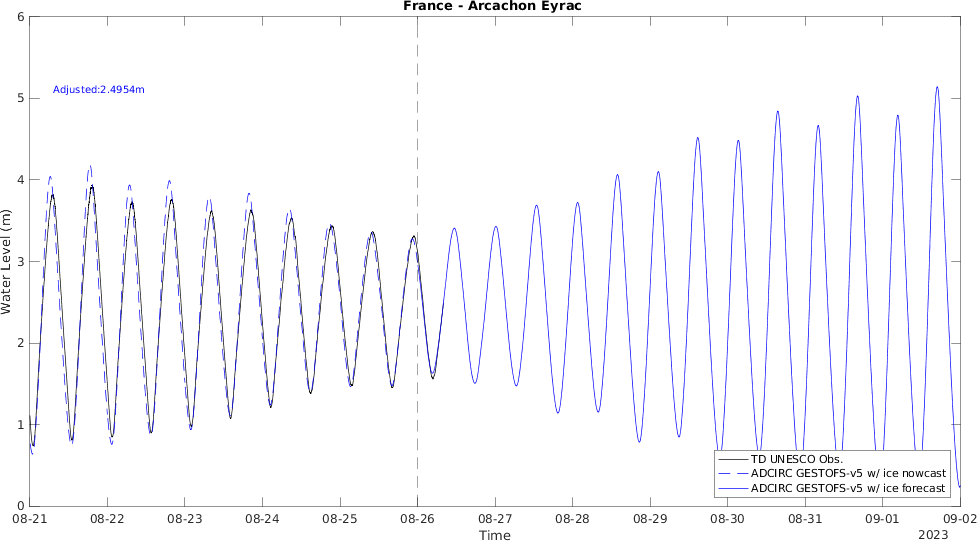 France - Arcachon Eyrac
6
5
4
3
2
1
0
Adjusted:2.4954m
Water Level (m)
TD UNESCO Obs.
ADCIRC GESTOFS-v5 w/ ice nowcast
ADCIRC GESTOFS-v5 w/ ice forecast
08-21 08-22 08-23 08-24 08-25 08-26 08-27 08-28 08-29 08-30 08-31 09-01 09-02
Time
2023